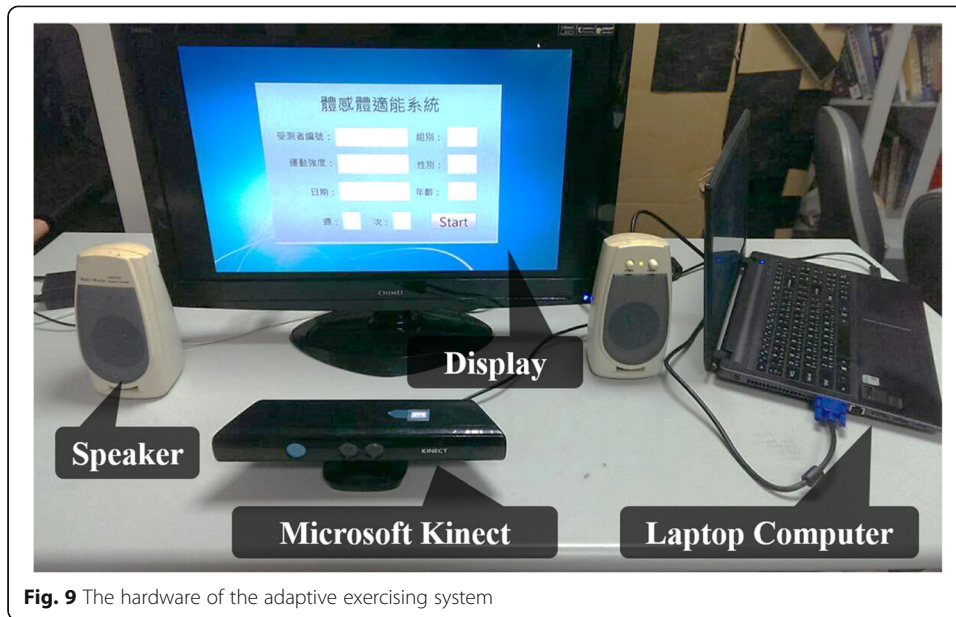 體感體適能系統
受測者編號： 組別：
運動強度： 性別：
日期： 年齡：
週： 次： Start
CHIMEI
Display
Speaker
KINECT
Microsoft Kinect
Laptop Computer
Fig. 9 The hardware of the adaptive exercising system